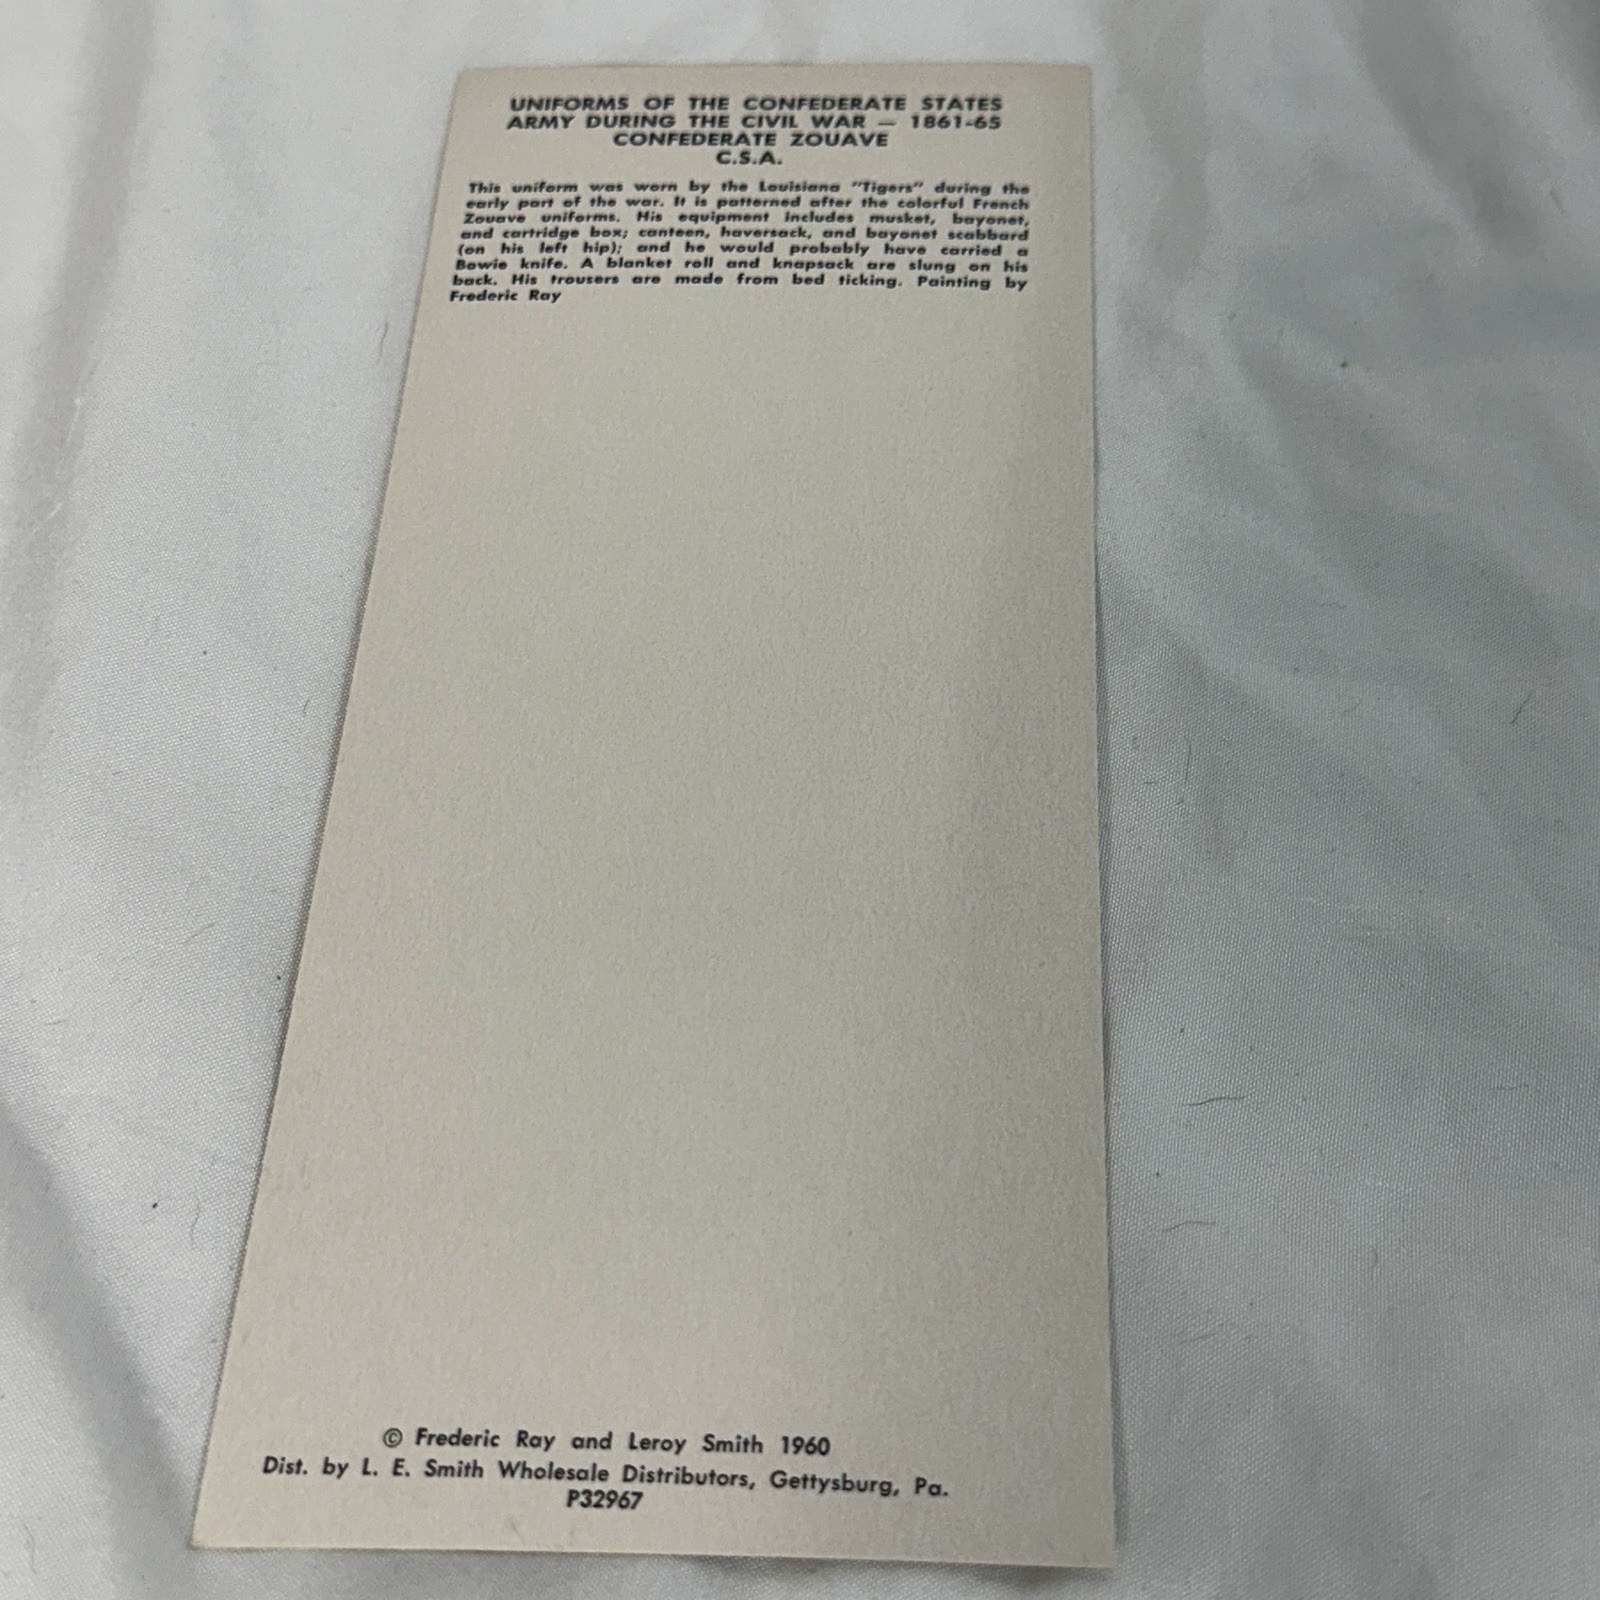 UNIFORMS OF THE CONFEDERATE STATES
ARMY DURING THE CIVIL WAR — 1861-65
CONFEDERATE ZOUAVE
C.S.A.
This uniform was worn by the Louisiana "Tigers" during the
early part of the war. It is patterned after the colorful French
Zouave uniforms. His equipment includes musket, bayonet,
and cartridge box; canteen, haversack, and bayonet scabbard
(on his left hip); and he would probably have carried a
Bowie knife. A blanket roll and knapsack are slung on his
back. His trousers are made from bed ticking. Painting by
Frederic Ray
© Frederic Ray and Leroy Smith 1960
Dist. by L. E. Smith Wholesale Distributors, Gettysburg, Pa.
P32967